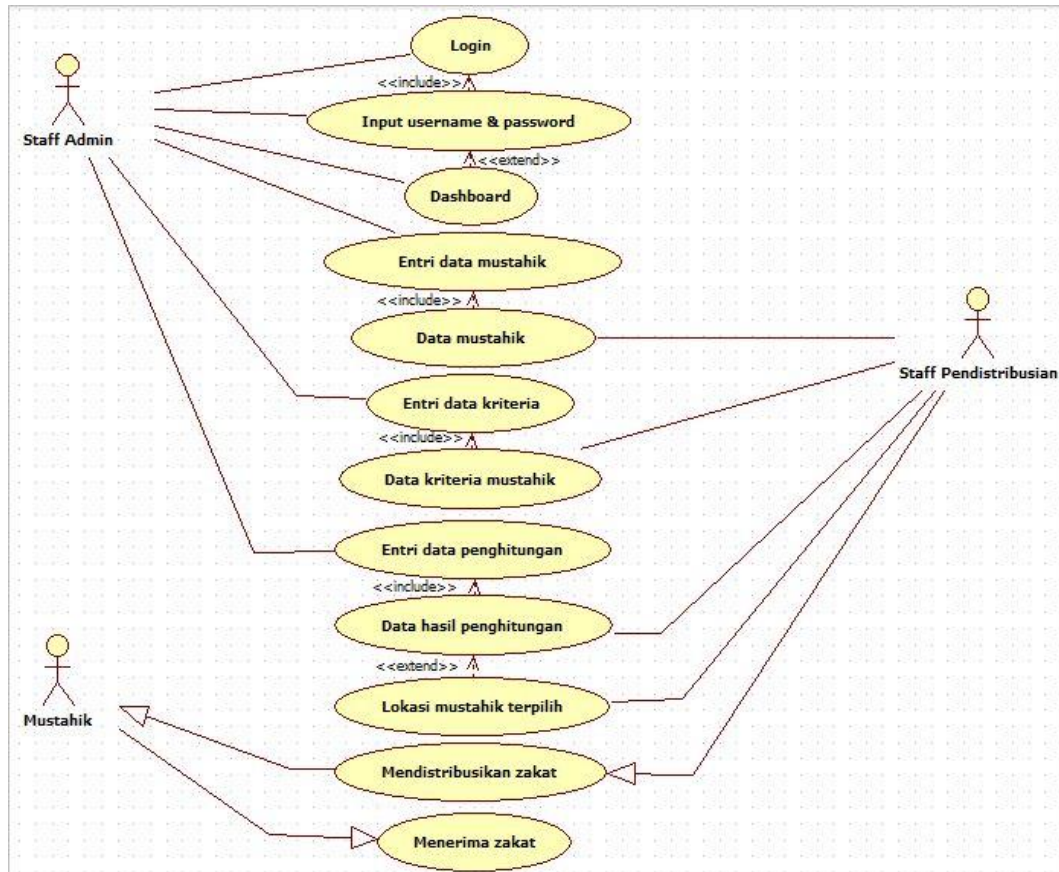 Login
<<include>>
Input username & password
Staff Admin
<<extend>>
Dashboard
Entri data mustahik
<<include>>
Data mustahik
Staff Pendistribusian
Entri data kriteria
<<include>>
Data kriteria mustahik
Entri data penghitungan
<<include>>
Data hasil penghitungan
<<extend>>
Lokasi mustahik terpilih
Mustahik
Mendistribusikan zakat
Menerima zakat